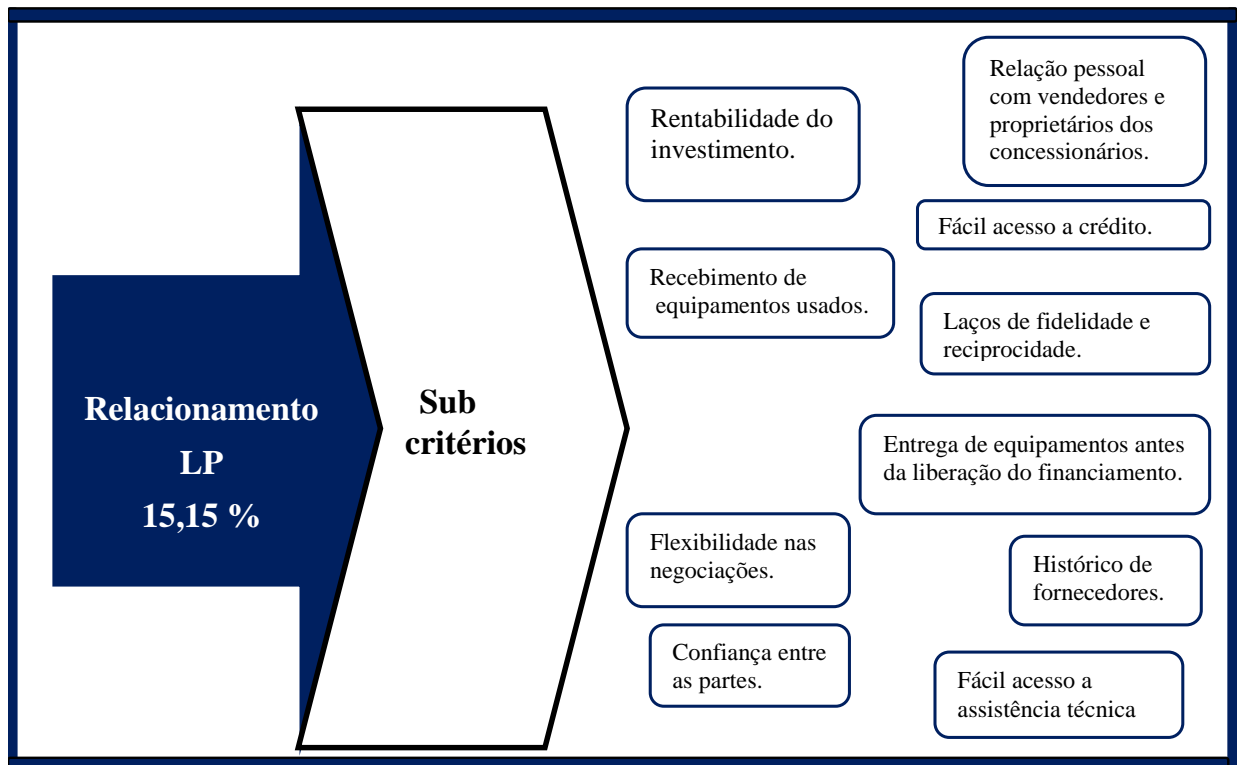 Relacionamento
LP
15,15 %
Sub
critérios
Rentabilidade do
investimento.
Recebimento de
equipamentos usados.
Flexibilidade nas
negociações.
Confiança entre
as partes.
Relação pessoal
com vendedores e
proprietários dos
concessionários.
Fácil acesso a crédito.
Laços de fidelidade e
reciprocidade.
Entrega de equipamentos antes
da liberação do financiamento.
Histórico de
fornecedores.
Fácil acesso a
assistência técnica